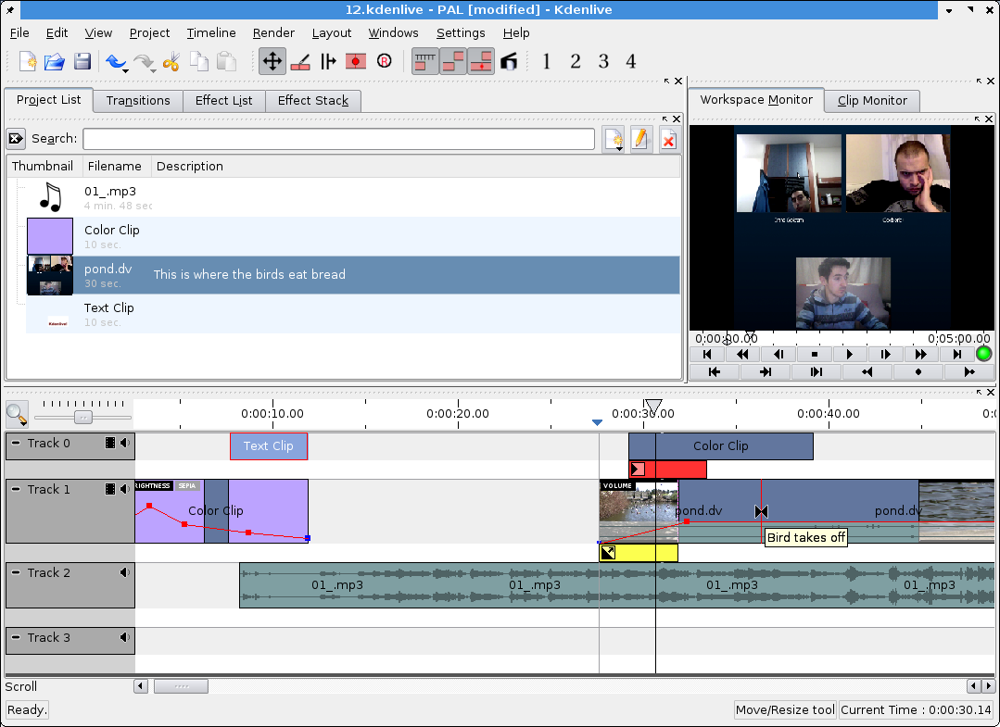 12.kdenlive - PAL [modified] - Kdenlive
File Edit View Project Timeline Render Layout Windows Settings Help
R 1 2 3 4
Project List Transitions Effect List Effect Stack
Workspace Monitor Clip Monitor
Search:
Thumbnail Filename Description
01_.mp3
4 min. 48 sec
Color Clip
10 sec.
pond.dv This is where the birds eat bread
30 sec.
Text Clip
10 sec.
Kdenlive!
0:00:00.00 0:05:00.00
0:00:10.00 0:00:20.00 0:00:30.00 0:00:40.00
Track 0 Text Clip Color Clip
Track 1 RIGHTNESS SEPIA VOLUME
Color Clip pond.dv pond.dv
Bird takes off
Track 2
01_.mp3 01_.mp3 01_.mp3 01_.mp3
Track 3
Scroll
Ready. Move/Resize tool Current Time : 0:00:30.14